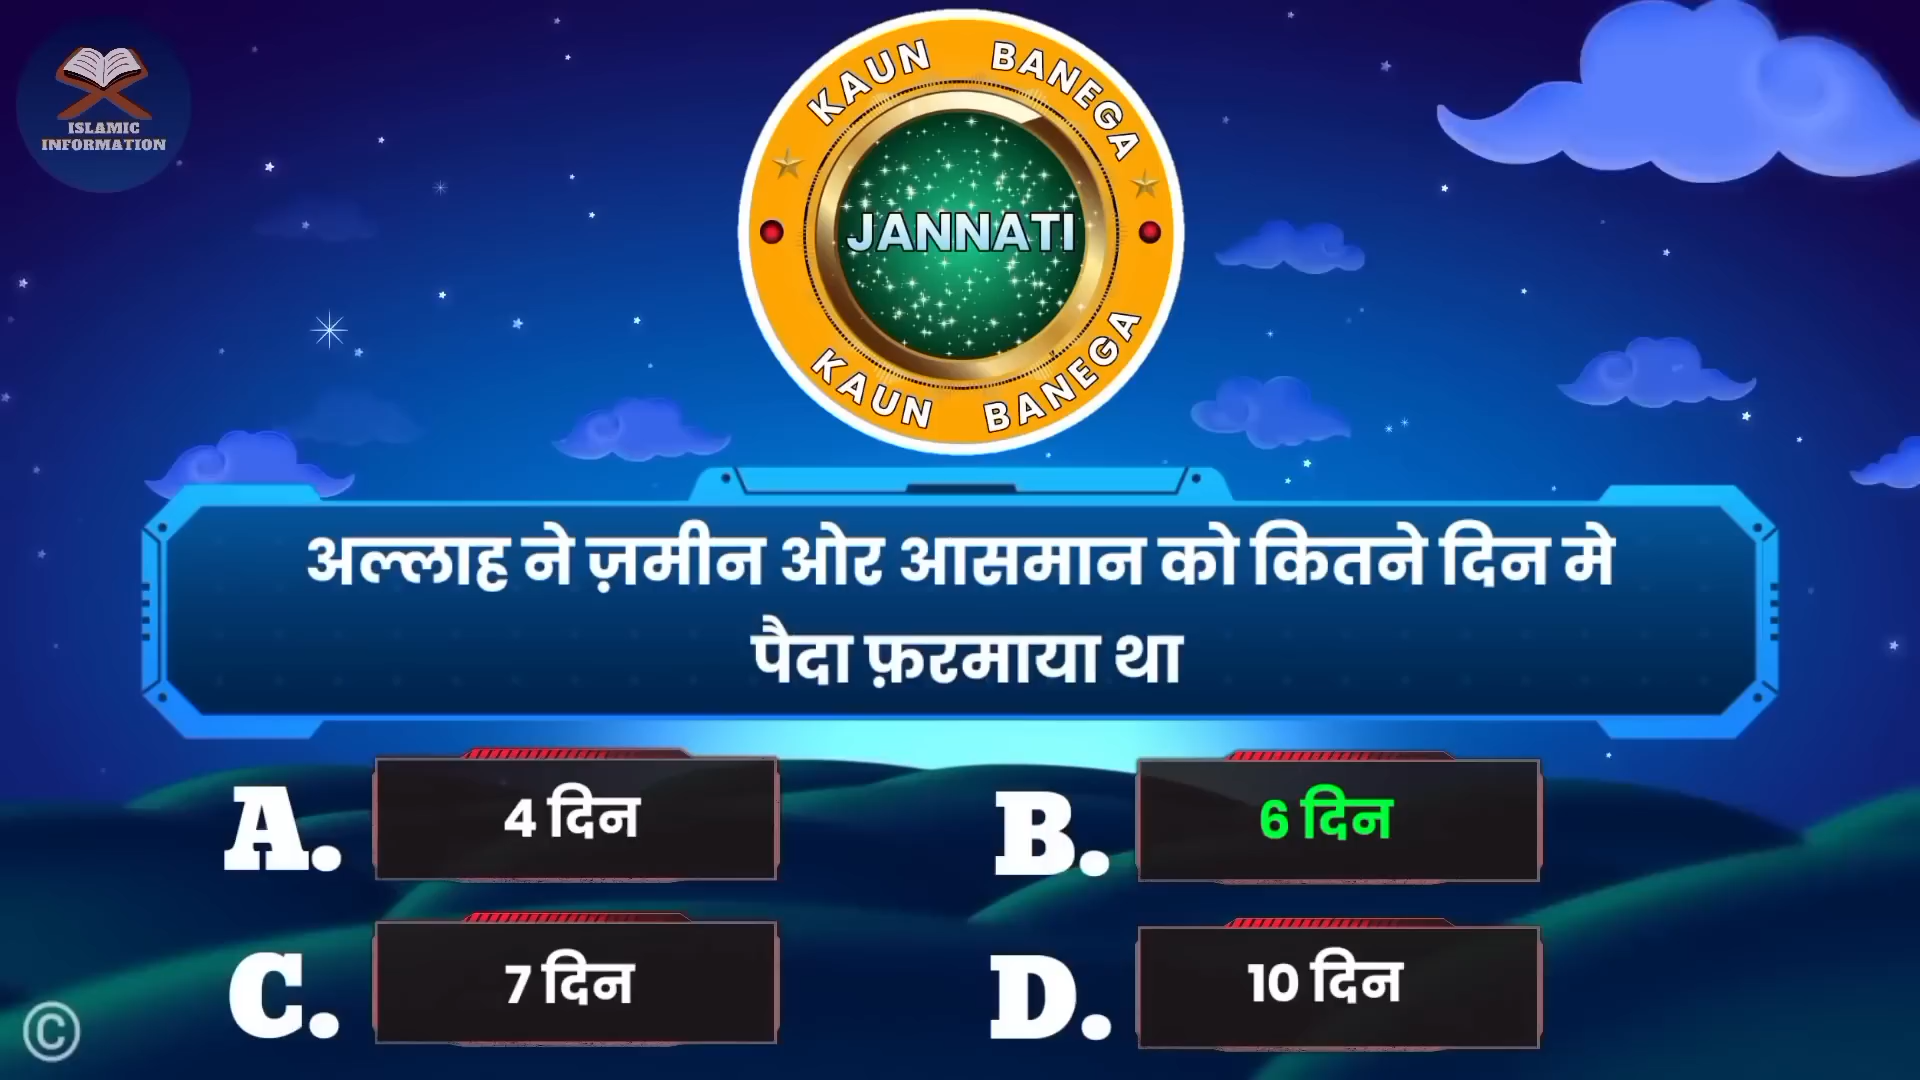 ISLAMIC
INFORMATION
KAUN BANEGA
JANNATI
KAUN BANEGA
अल्लाह ने ज़मीन ओर आसमान को कितने दिन मे
पैदा फ़रमाया था
A. 4 दिन
B. 6 दिन
C. 7 दिन
D. 10 दिन
©